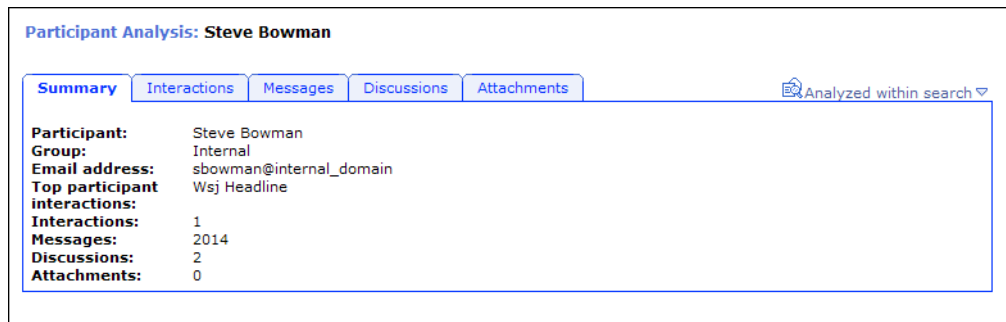 Participant Analysis: Steve Bowman
Summary Interactions Messages Discussions Attachments Analyzed within search
Participant: Steve Bowman
Group: Internal
Email address: sbowman@internal_domain
Top participant Wsj Headline
interactions:
Interactions: 1
Messages: 2014
Discussions: 2
Attachments: 0